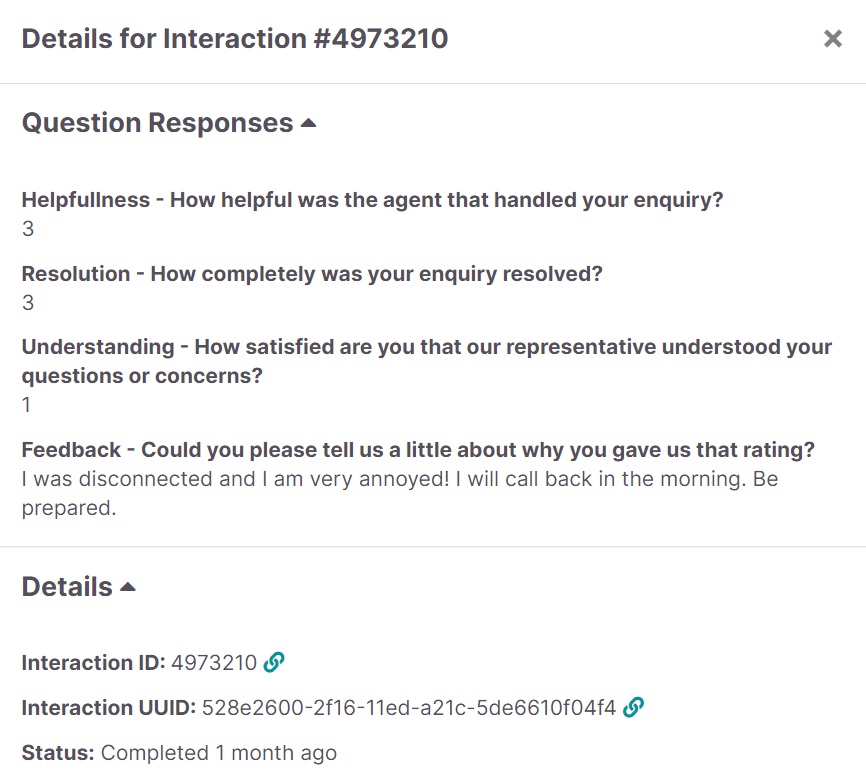 Details for Interaction #4973210
Question Responses
Helpfullness - How helpful was the agent that handled your enquiry?
3
Resolution - How completely was your enquiry resolved?
3
Understanding - How satisfied are you that our representative understood your
questions or concerns?
1
Feedback - Could you please tell us a little about why you gave us that rating?
I was disconnected and I am very annoyed! I will call back in the morning. Be
prepared.
Details
Interaction ID: 4973210
Interaction UUID: 528e2600-2f16-11ed-a21c-5de6610f04f4
Status: Completed 1 month ago